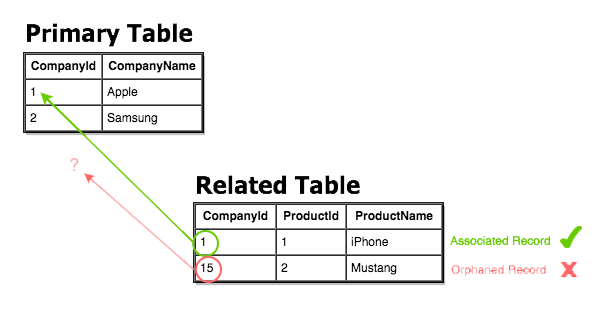 Primary Table
CompanyId CompanyName
1 Apple
2 Samsung
?
Related Table
CompanyId ProductId ProductName
1 1 iPhone Associated Record
15 2 Mustang Orphaned Record